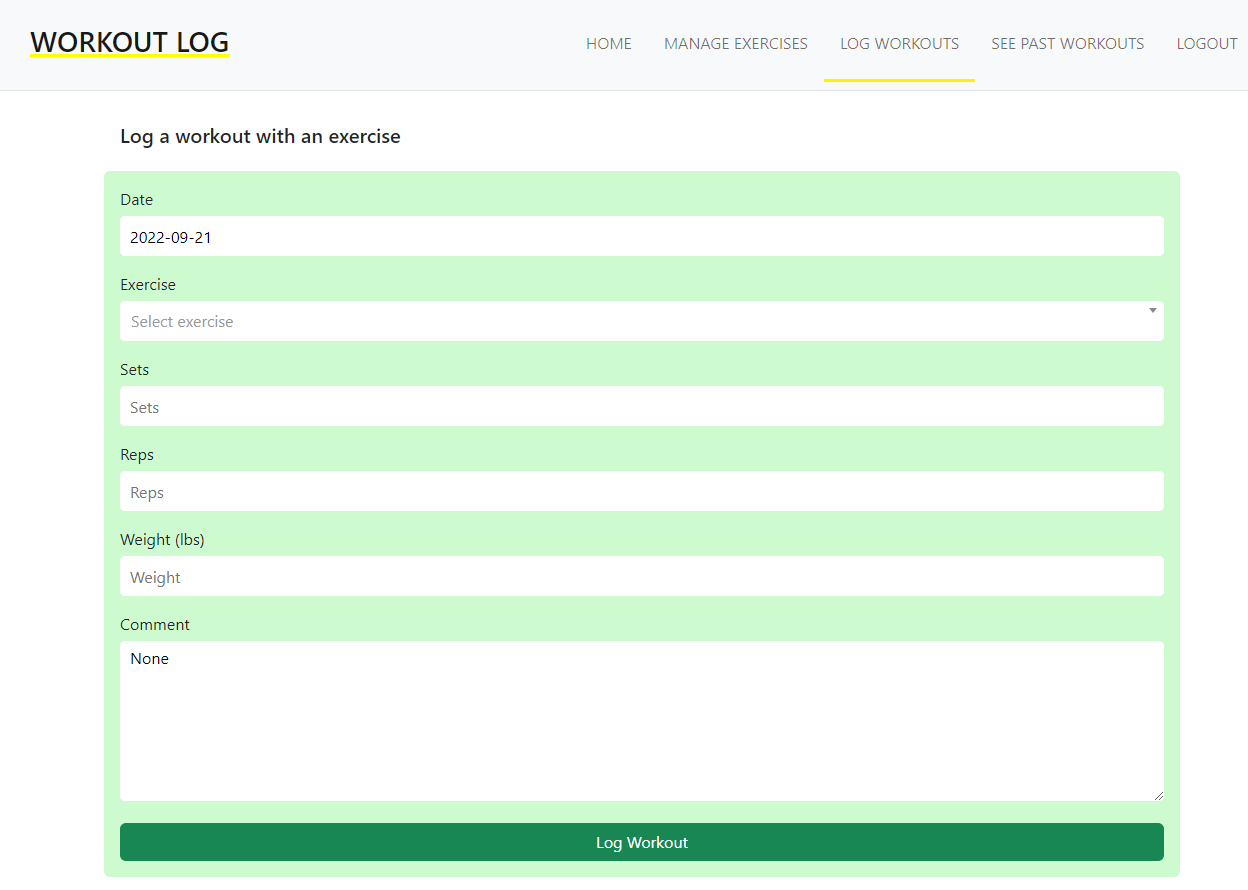 WORKOUT LOG
HOME MANAGE EXERCISES LOG WORKOUTS SEE PAST WORKOUTS LOGOUT
Log a workout with an exercise
Date
2022-09-21
Exercise
Select exercise
Sets
Sets
Reps
Reps
Weight (lbs)
Weight
Comment
None
Log Workout